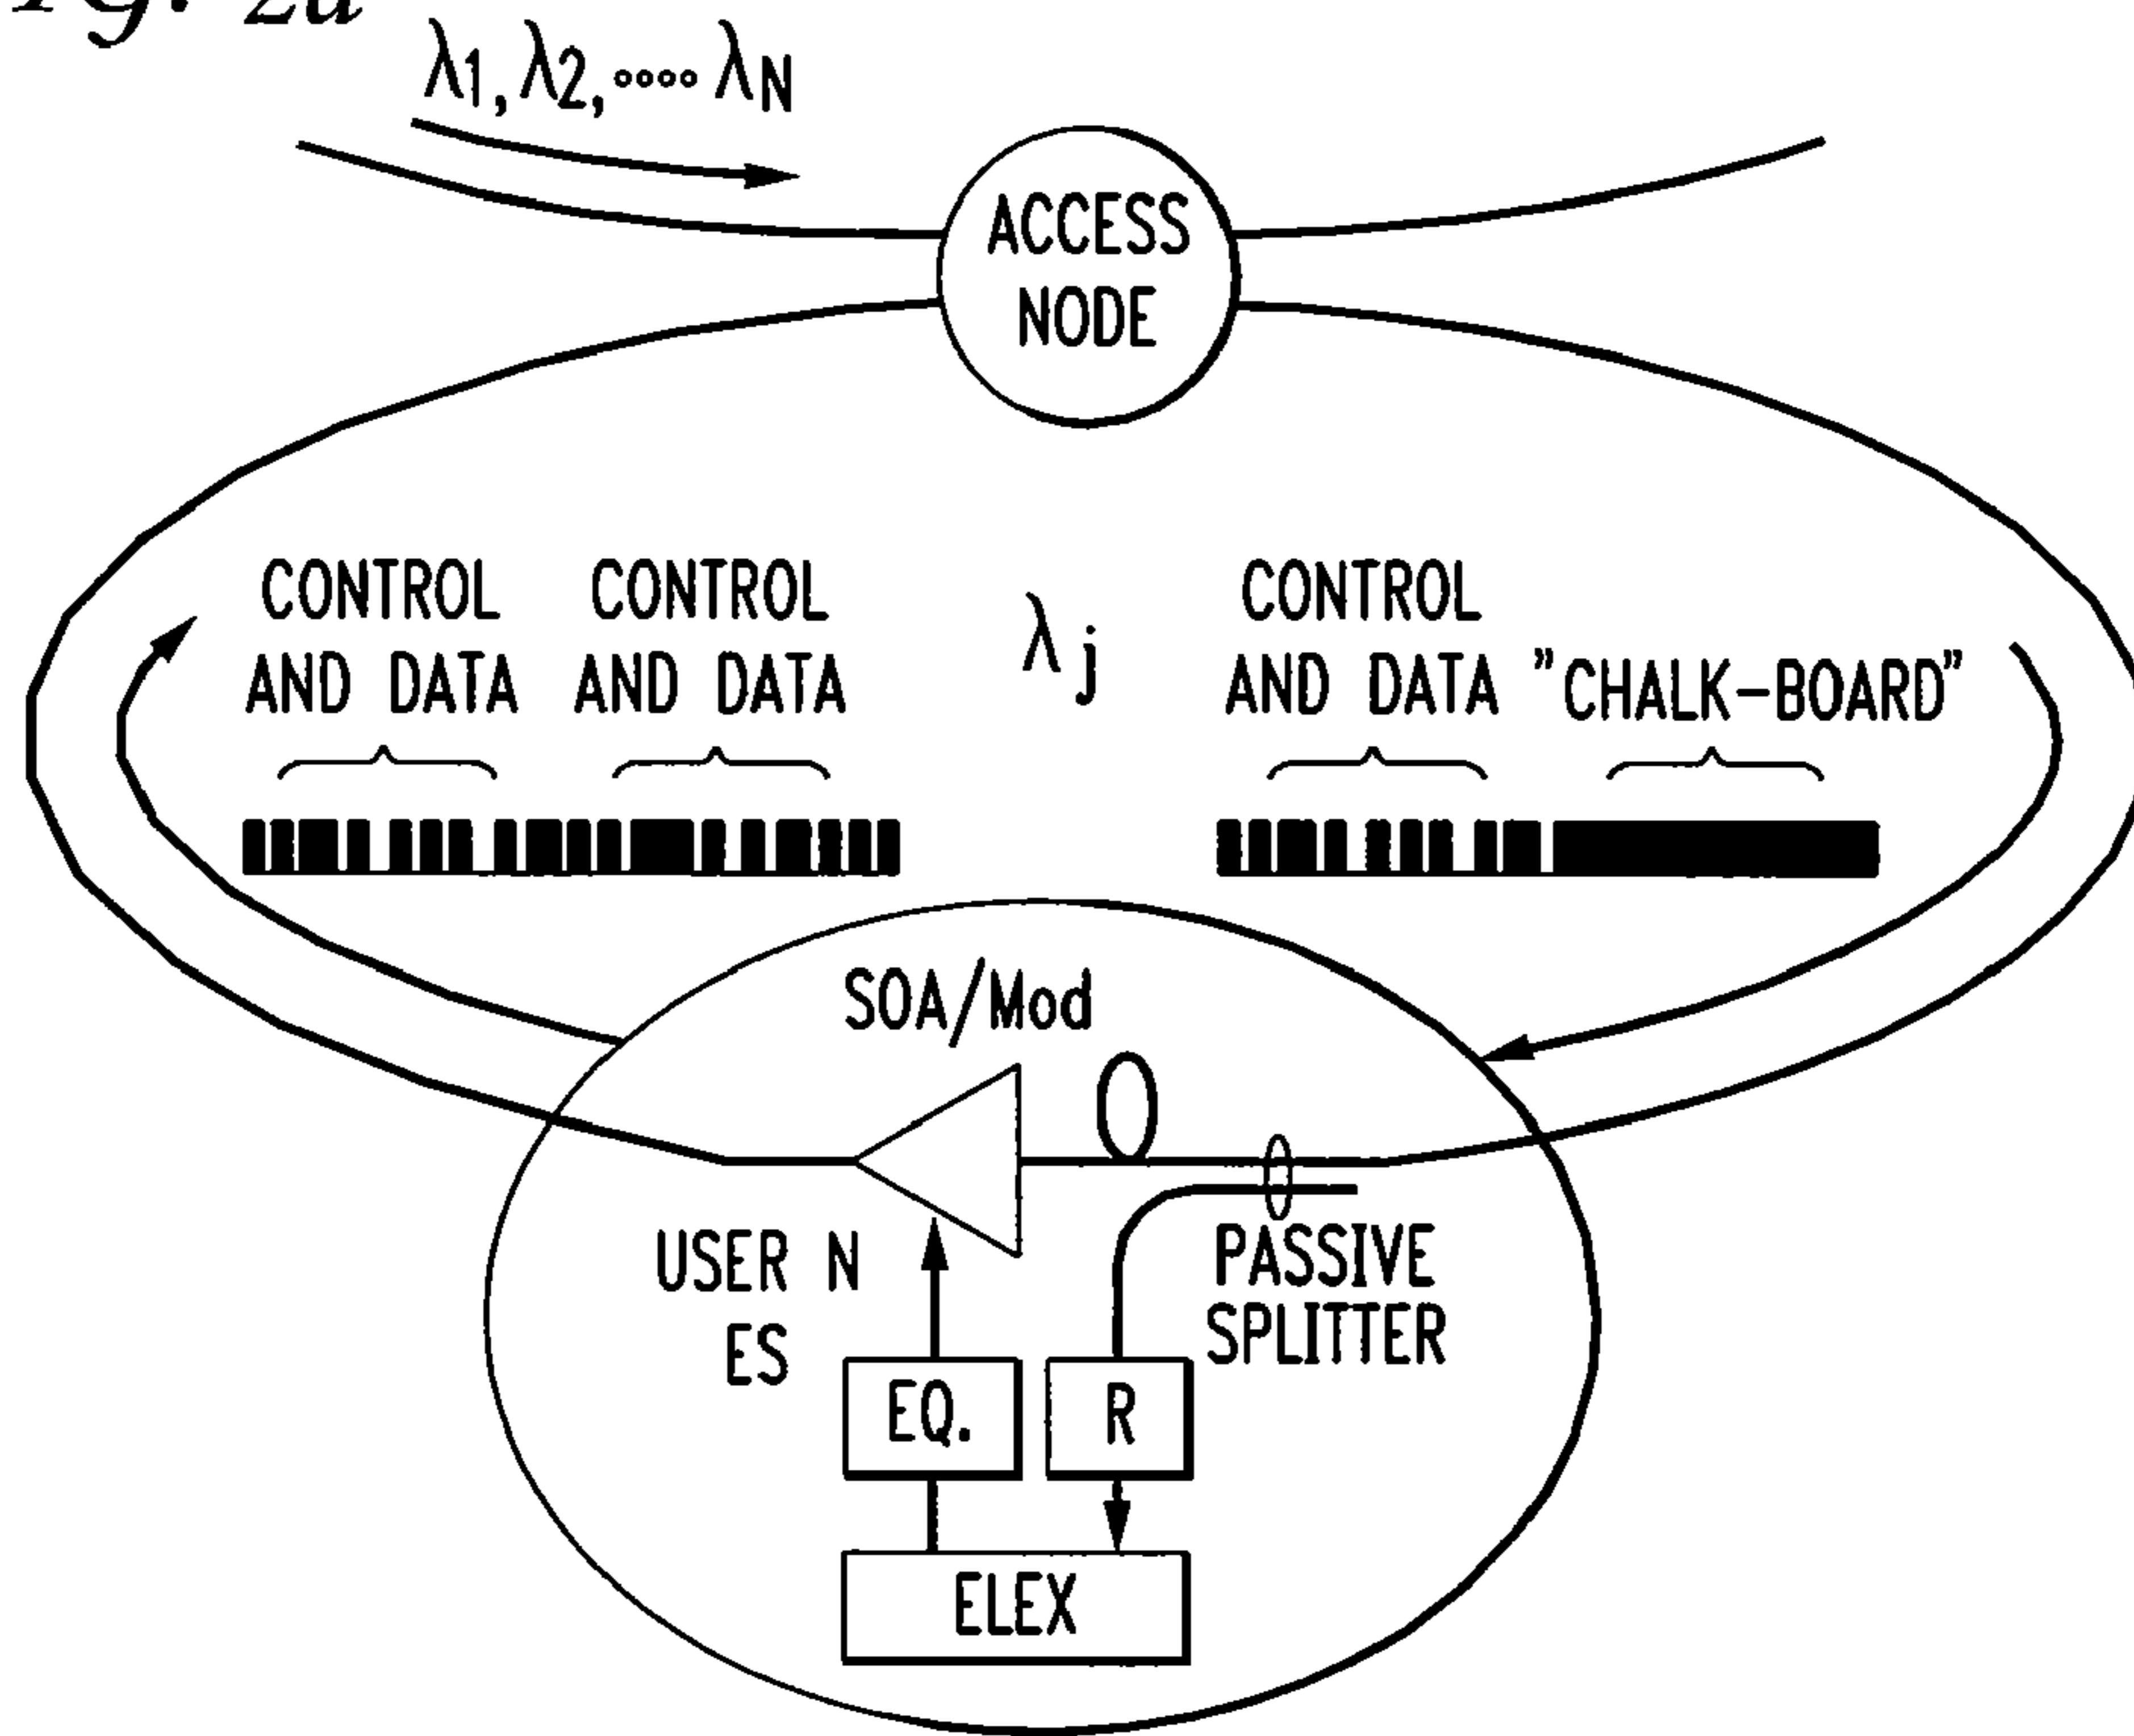 2a
λ1, λ2, ∘∘∘∘ λN
ACCESS
NODE
CONTROL
AND DATA
CONTROL
AND DATA
λj
CONTROL
AND DATA
"CHALK-BOARD"
SOA/Mod
USER N
ES
PASSIVE
SPLITTER
EQ.
R
ELEX